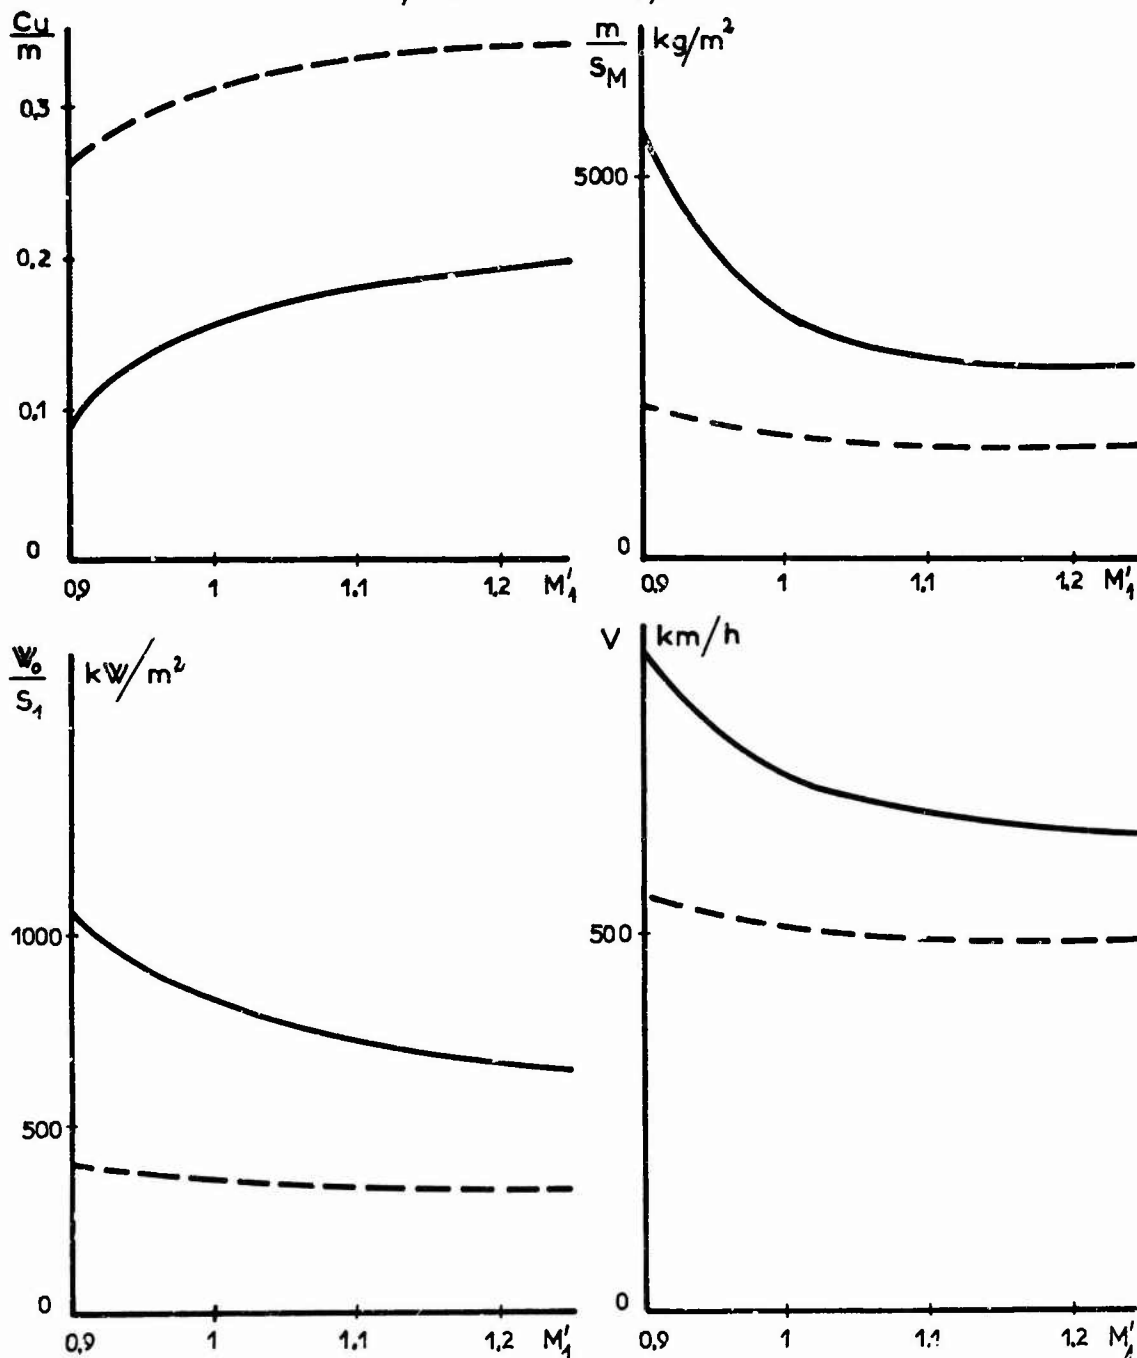 Cu/m
0,3
0,2
0,1
0
0,9 1 1.1 1,2 M'₁
m/S_M kg/m²
5000
0
0,9 1 1.1 1.2 M'₁
W₀/S₁ kW/m²
1000
500
0
0,9 1 1.1 1,2 M'₁
V km/h
500
0
0,9 1 1.1 1,2 M'₁